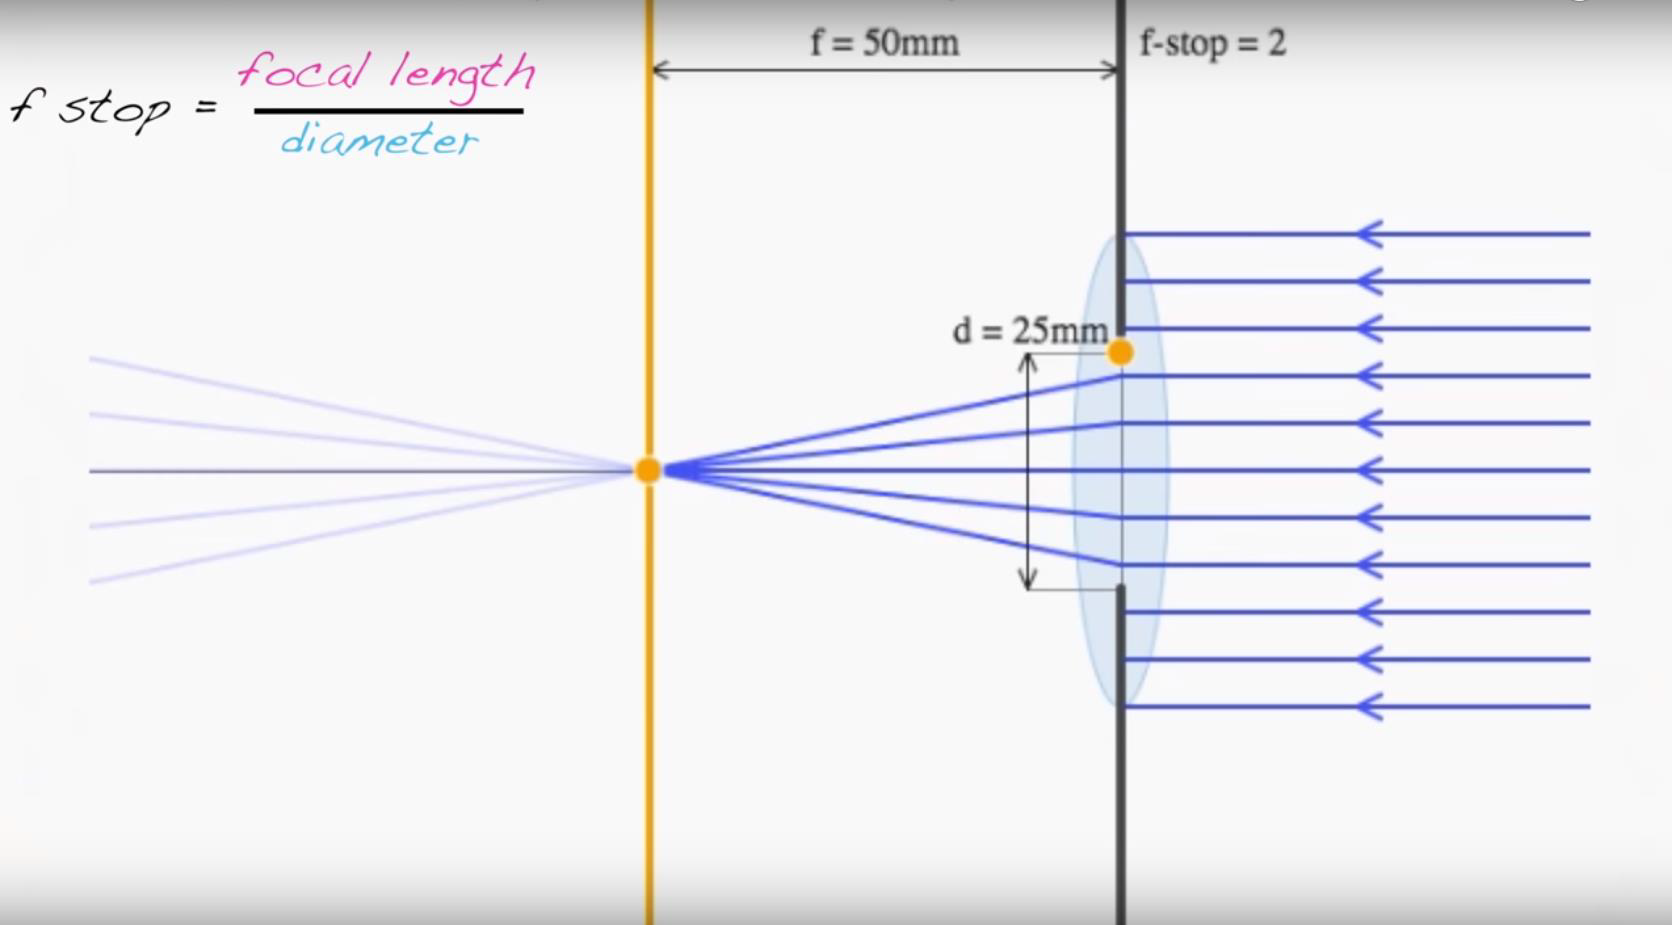 f = 50mm
f-stop = 2
focal length
f stop =
diameter
d = 25mm